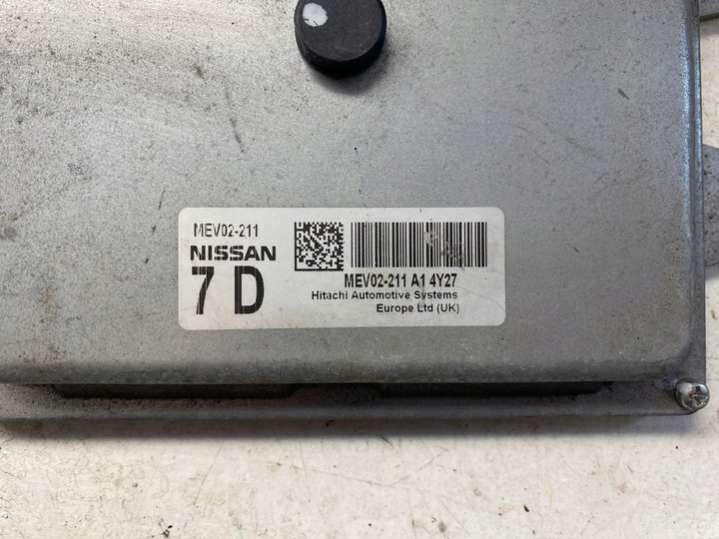 MEV02-211
NISSAN
7 D
MEV02-211 A1 4Y27
Hitachi Automotive Systems
Europe Ltd (UK)